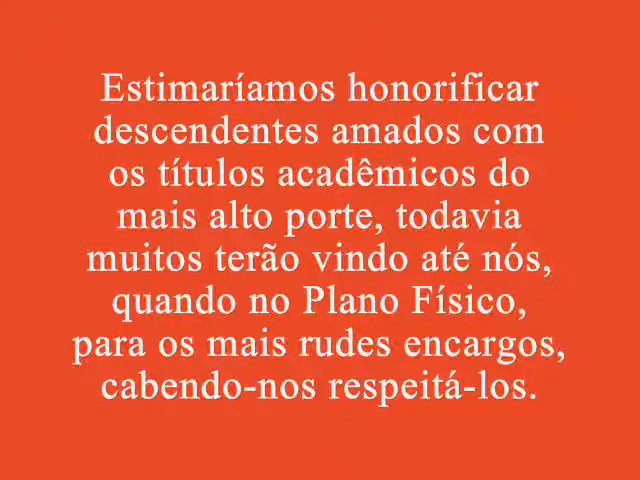 Estimaríamos honorificar
descendentes amados com
os títulos acadêmicos do
mais alto porte, todavia
muitos terão vindo até nós,
quando no Plano Físico,
para os mais rudes encargos,
cabendo-nos respeitá-los.